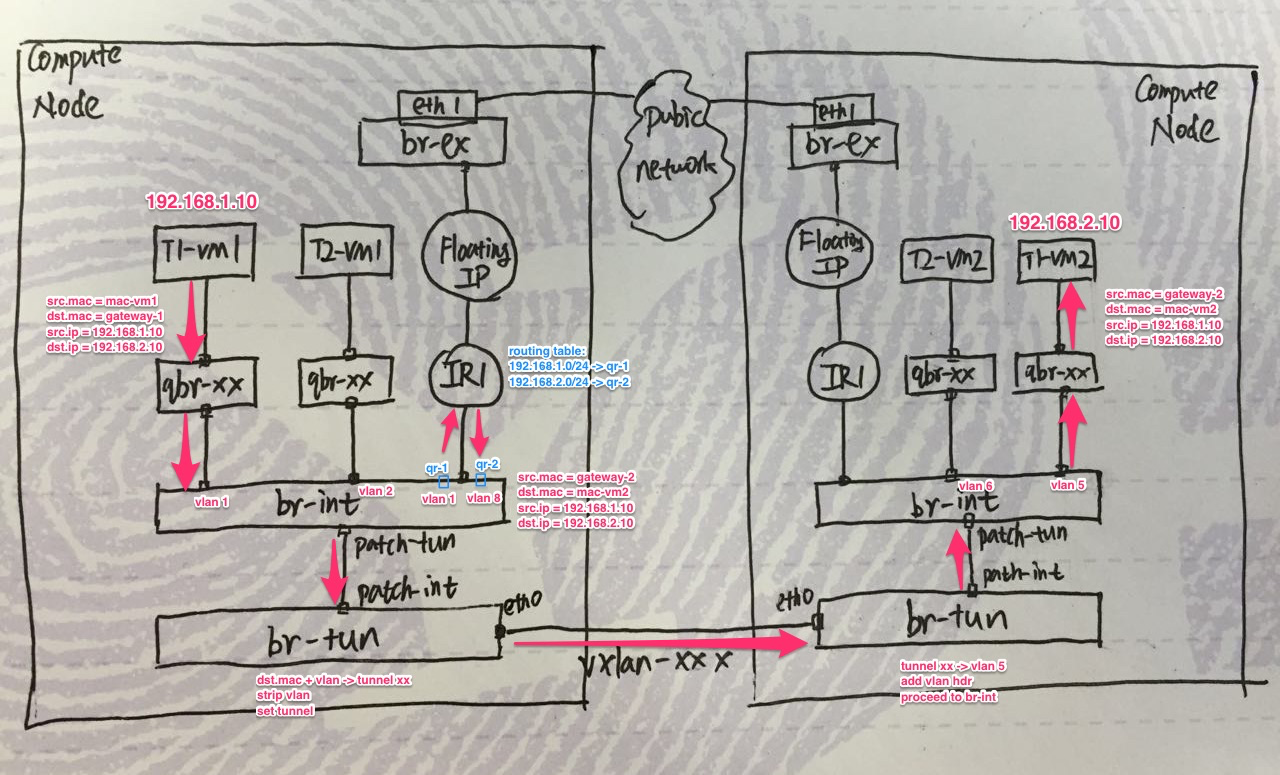 Compute
Node
eth1
br-ex
Pubic
network
eth1
br-ex
Compute
Node
192.168.1.10
T1-vm1
T2-vm1
Floating
IP
Floating
IP
T2-vm2
192.168.2.10
T1-vm2
src.mac = mac-vm1
dst.mac = gateway-1
src.ip = 192.168.1.10
dst.ip = 192.168.2.10
src.mac = gateway-2
dst.mac = mac-vm2
src.ip = 192.168.1.10
dst.ip = 192.168.2.10
qbr-xx
qbr-xx
IR1
routing table:
192.168.1.0/24 -> qr-1
192.168.2.0/24 -> qr-2
IR1
qbr-xx
qbr-xx
qr-1
qr-2
vlan 1
vlan 2
vlan 1
vlan 8
br-int
src.mac = gateway-2
dst.mac = mac-vm2
src.ip = 192.168.1.10
dst.ip = 192.168.2.10
vlan 6
vlan 5
br-int
patch-tun
patch-int
patch-tun
patch-int
br-tun
eth0
eth0
br-tun
vxlan-xxx
dst.mac + vlan -> tunnel xx
strip vlan
set tunnel
tunnel xx -> vlan 5
add vlan hdr
proceed to br-int